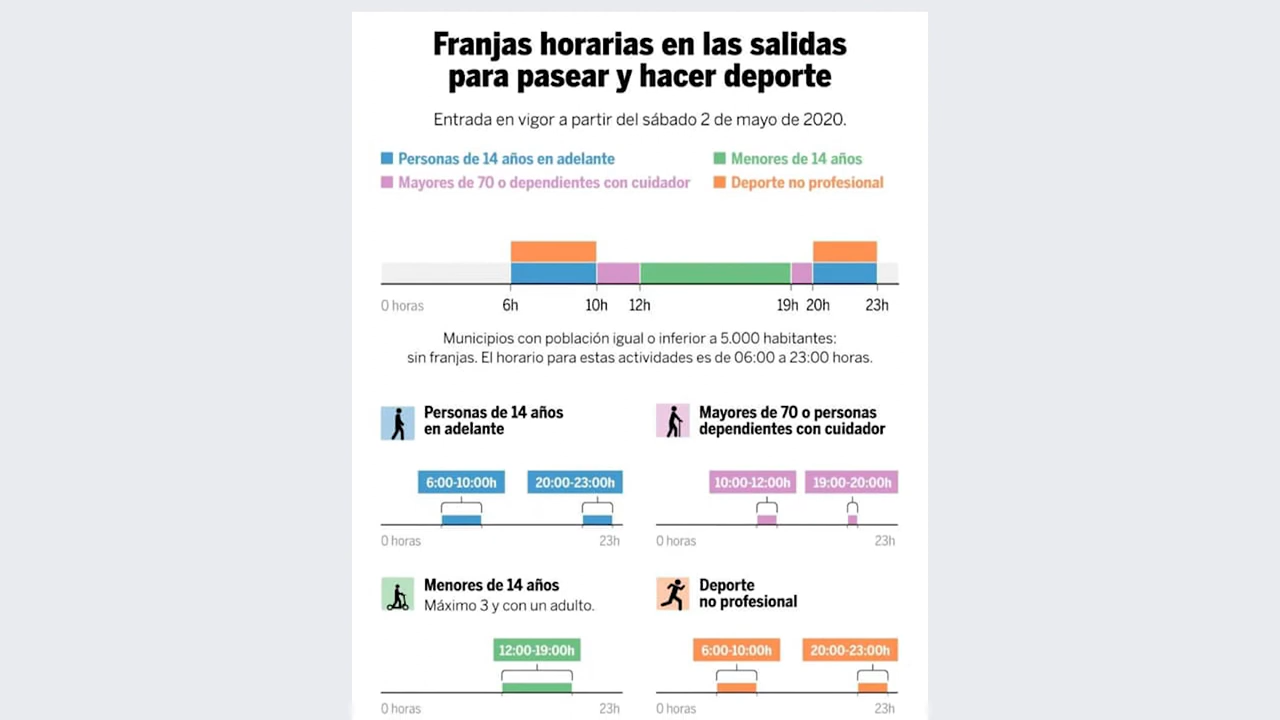 Franjas horarias en las salidas
para pasear y hacer deporte
Entrada en vigor a partir del sábado 2 de mayo de 2020.
Personas de 14 años en adelante
Menores de 14 años
Mayores de 70 o dependientes con cuidador
Deporte no profesional
0 horas 6h 10h 12h 19h 20h 23h
Municipios con población igual o inferior a 5.000 habitantes:
sin franjas. El horario para estas actividades es de 06:00 a 23:00 horas.
Personas de 14 años
en adelante
6:00-10:00h 20:00-23:00h
0 horas 23h
Mayores de 70 o personas
dependientes con cuidador
10:00-12:00h 19:00-20:00h
0 horas 23h
Menores de 14 años
Máximo 3 y con un adulto.
12:00-19:00h
0 horas 23h
Deporte
no profesional
6:00-10:00h 20:00-23:00h
0 horas 23h